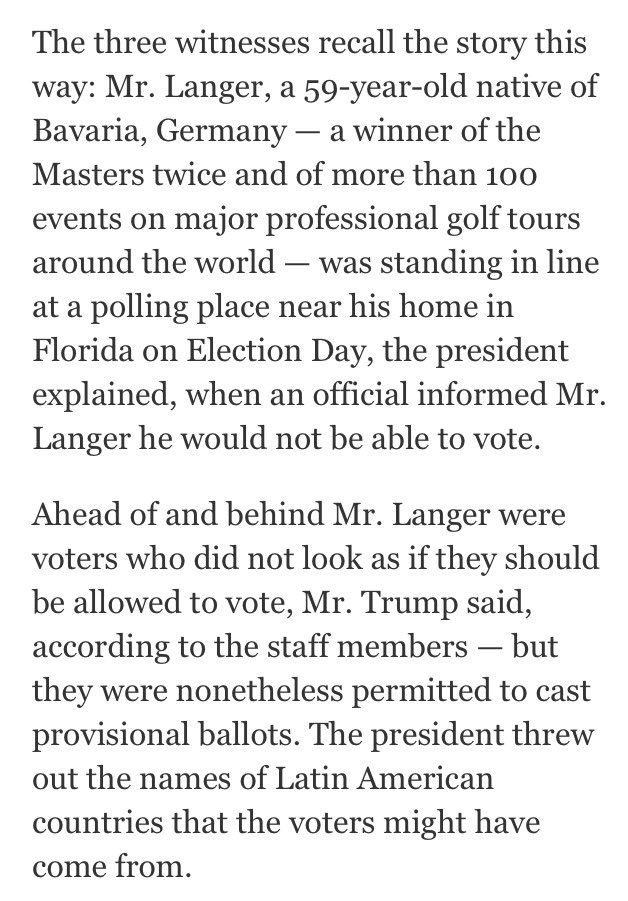 The three witnesses recall the story this
way: Mr. Langer, a 59-year-old native of
Bavaria, Germany — a winner of the
Masters twice and of more than 100
events on major professional golf tours
around the world — was standing in line
at a polling place near his home in
Florida on Election Day, the president
explained, when an official informed Mr.
Langer he would not be able to vote.
Ahead of and behind Mr. Langer were
voters who did not look as if they should
be allowed to vote, Mr. Trump said,
according to the staff members — but
they were nonetheless permitted to cast
provisional ballots. The president threw
out the names of Latin American
countries that the voters might have
come from.